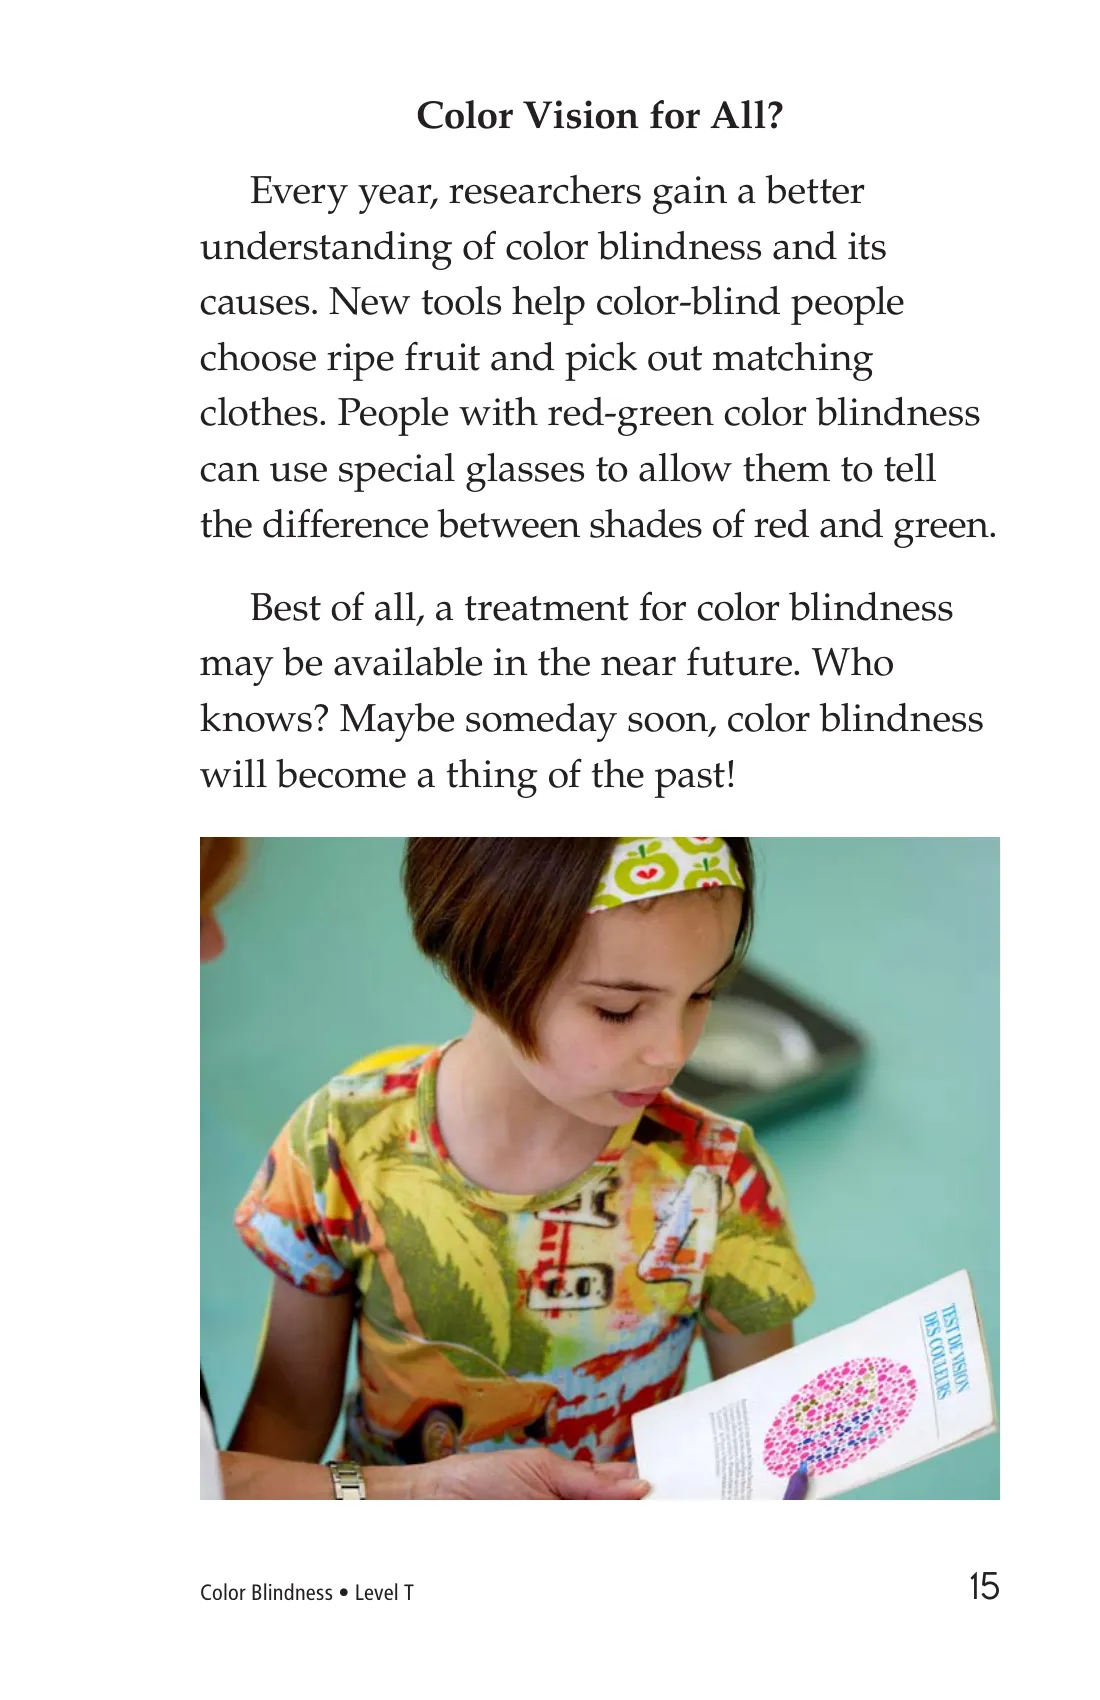 Color Vision for All?
Every year, researchers gain a better
understanding of color blindness and its
causes. New tools help color-blind people
choose ripe fruit and pick out matching
clothes. People with red-green color blindness
can use special glasses to allow them to tell
the difference between shades of red and green.
Best of all, a treatment for color blindness
may be available in the near future. Who
knows? Maybe someday soon, color blindness
will become a thing of the past!
TEST DE VISION
DES COULEURS
Color Blindness • Level T
15